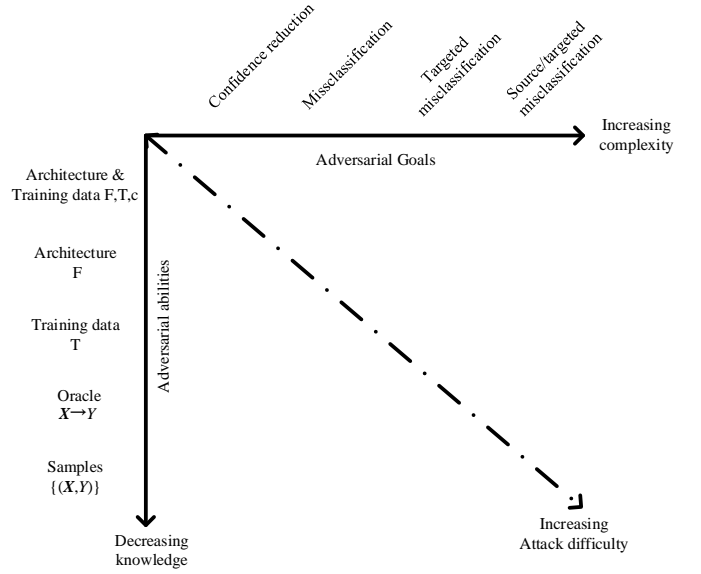 Confidence reduction
Missclassification
Targeted
misclassification
Source/targeted
misclassification
Increasing
complexity
Adversarial Goals
Architecture &
Training data F,T,c
Architecture
F
Training data
T
Oracle
X→Y
Samples
{(X,Y)}
Adversarial abilities
Decreasing
knowledge
Increasing
Attack difficulty